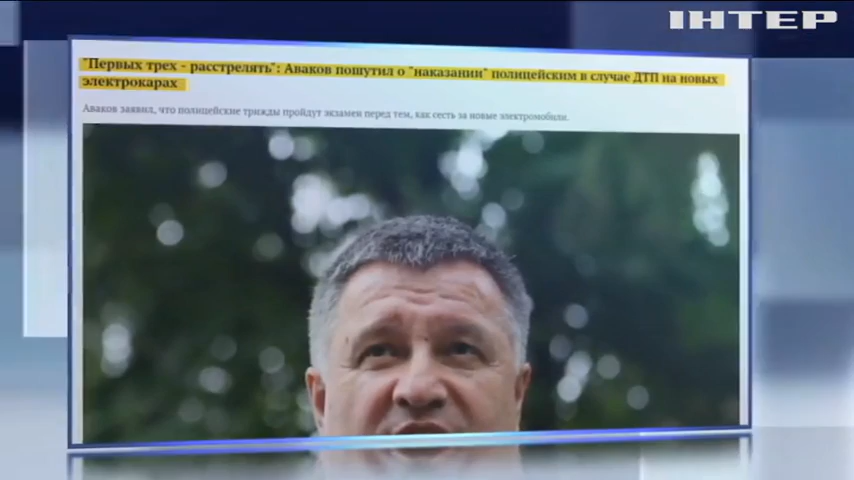 ІНТЕР
"Первых трех - расстрелять": Аваков пошутил о "наказании" полицейским в случае ДТП на новых
электрокарах
Аваков заявил, что полицейские трижды пройдут экзамен перед тем, как сесть за новые электромобили.